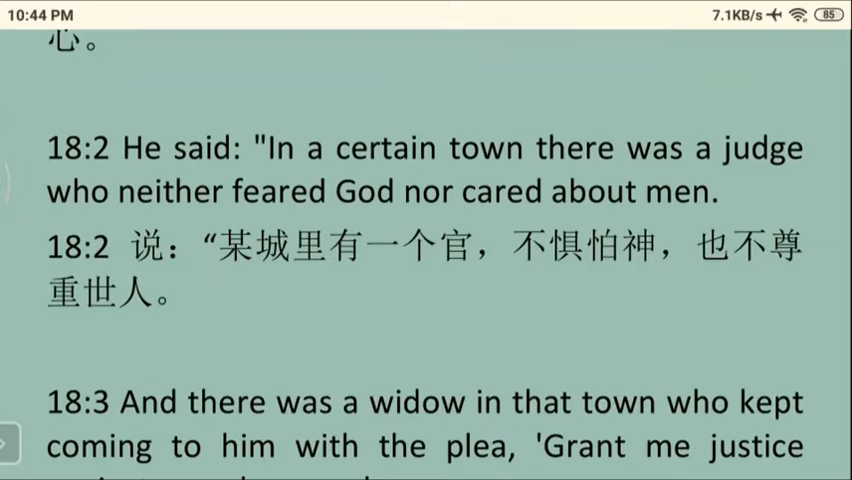 10:44 PM 7.1KB/s 85
心。
18:2 He said: "In a certain town there was a judge
who neither feared God nor cared about men.
18:2 说：“某城里有一个官，不惧怕神，也不尊
重世人。
18:3 And there was a widow in that town who kept
coming to him with the plea, 'Grant me justice